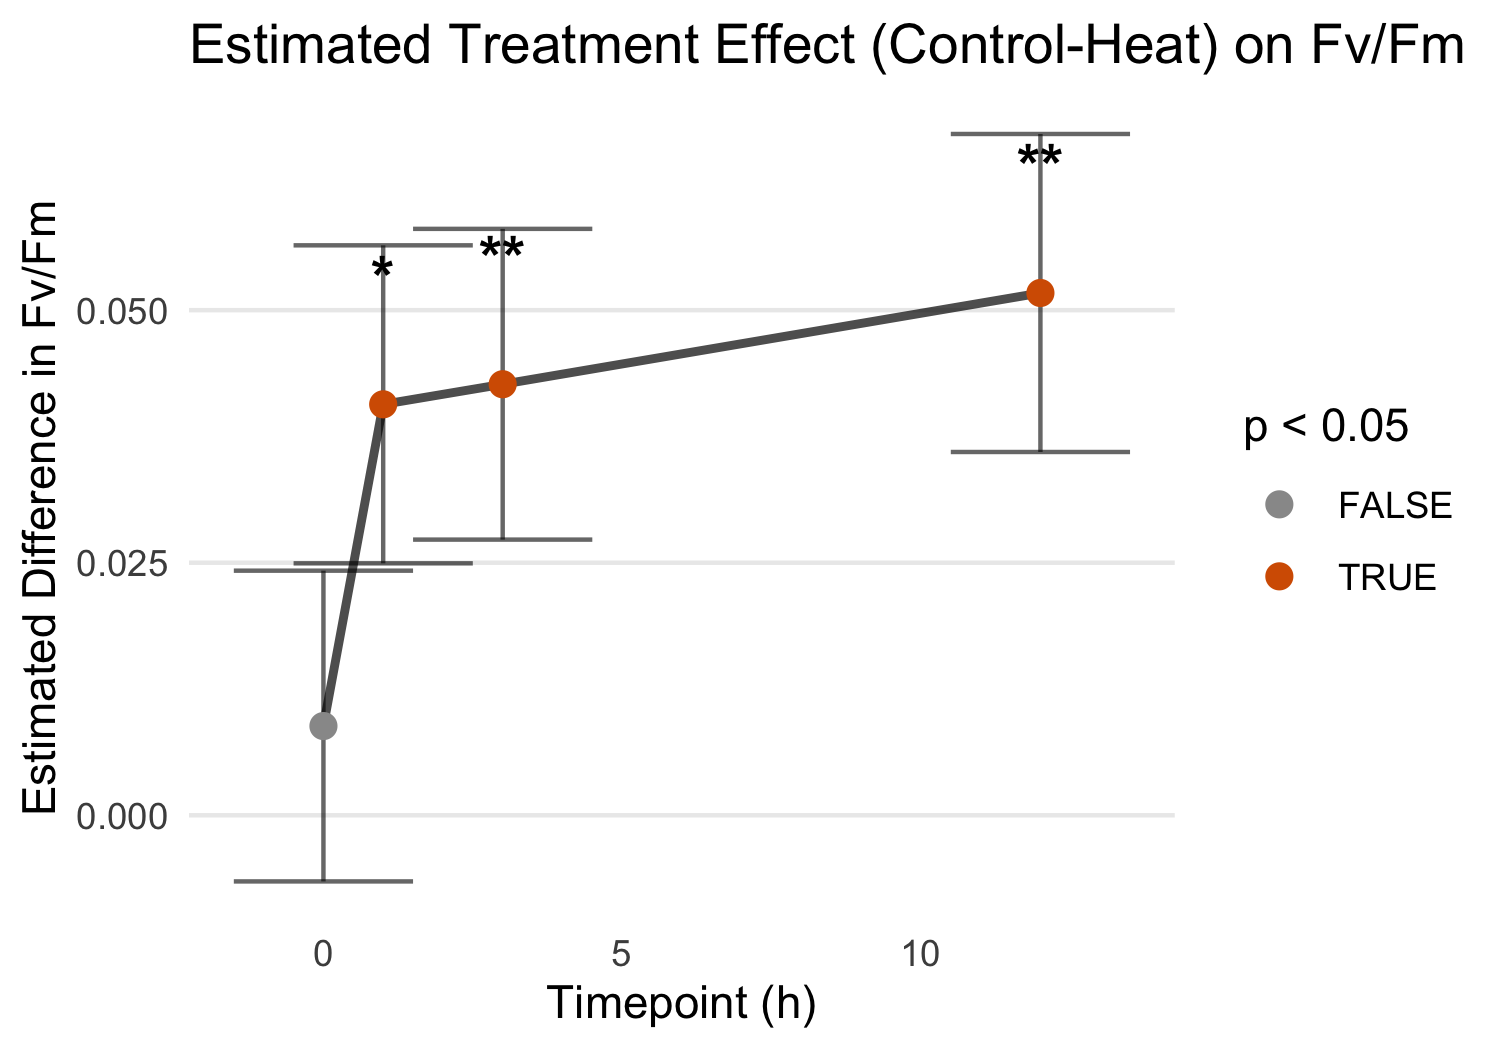 Estimated Treatment Effect (Control-Heat) on Fv/Fm
Estimated Difference in Fv/Fm
0.050
0.025
0.000
*
**
**
0
5
10
Timepoint (h)
p < 0.05
FALSE
TRUE